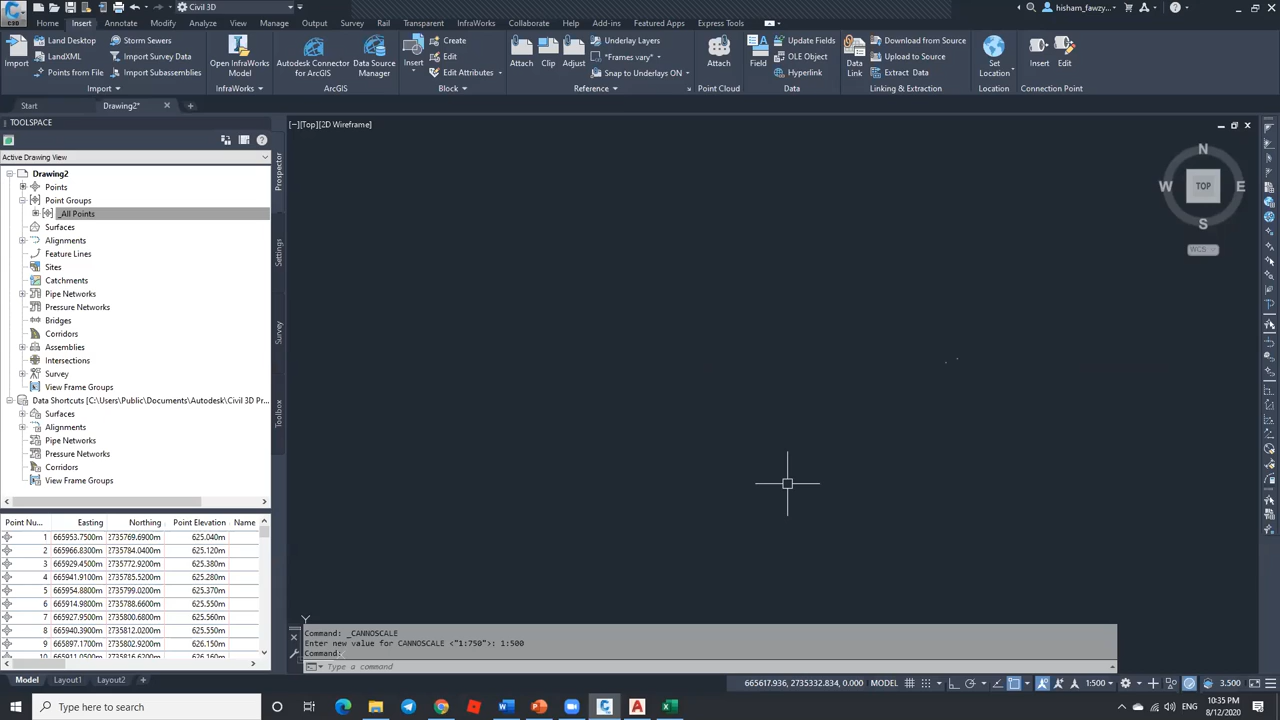 C3D
Civil 3D
hisham_fawzy...
Home Insert Annotate Modify Analyze View Manage Output Survey Rail Transparent InfraWorks Collaborate Help Add-ins Featured Apps Express Tools
Import
Land Desktop
LandXML
Points from File
Storm Sewers
Import Survey Data
Import Subassemblies
Open InfraWorks
Model
Autodesk Connector
for ArcGIS
Data Source
Manager
Insert
Create
Edit
Edit Attributes
Attach
Clip
Adjust
Underlay Layers
*Frames vary*
Snap to Underlays ON
Attach
Field
Update Fields
OLE Object
Hyperlink
Data
Link
Download from Source
Upload to Source
Extract Data
Set
Location
Insert
Edit
Import InfraWorks ArcGIS Block Reference Point Cloud Data Linking & Extraction Location Connection Point
Start Drawing2*
TOOLSPACE
[−][Top][2D Wireframe]
Active Drawing View
Drawing2
Points
Point Groups
_All Points
Surfaces
Alignments
Feature Lines
Sites
Catchments
Pipe Networks
Pressure Networks
Bridges
Corridors
Assemblies
Intersections
Survey
View Frame Groups
Data Shortcuts [C:\Users\Public\Documents\Autodesk\Civil 3D Pr...
Surfaces
Alignments
Pipe Networks
Pressure Networks
Corridors
View Frame Groups
Prospector
Settings
Survey
Toolbox
N
W TOP E
S
WCS
Point Nu... Easting Northing Point Elevation Name
1 665953.7500m 2735769.6900m 625.040m
2 665966.8300m 2735784.0400m 625.120m
3 665929.4500m 2735772.9200m 625.380m
4 665941.9100m 2735785.5200m 625.280m
5 665954.8800m 2735799.0200m 625.370m
6 665914.9800m 2735788.6600m 625.550m
7 665927.9500m 2735800.6800m 625.560m
8 665940.3900m 2735812.0200m 625.550m
9 665897.1700m 2735802.9200m 626.150m
10 665911.0500m 2735816.6200m 626.160m
Y
Command: _CANNOSCALE
Enter new value for CANNOSCALE <"1:750">: 1:500
Command:
Type a command
Model Layout1 Layout2
665617.936, 2735332.834, 0.000 MODEL 1:500 3.500
Type here to search
10:35 PM
8/12/2020